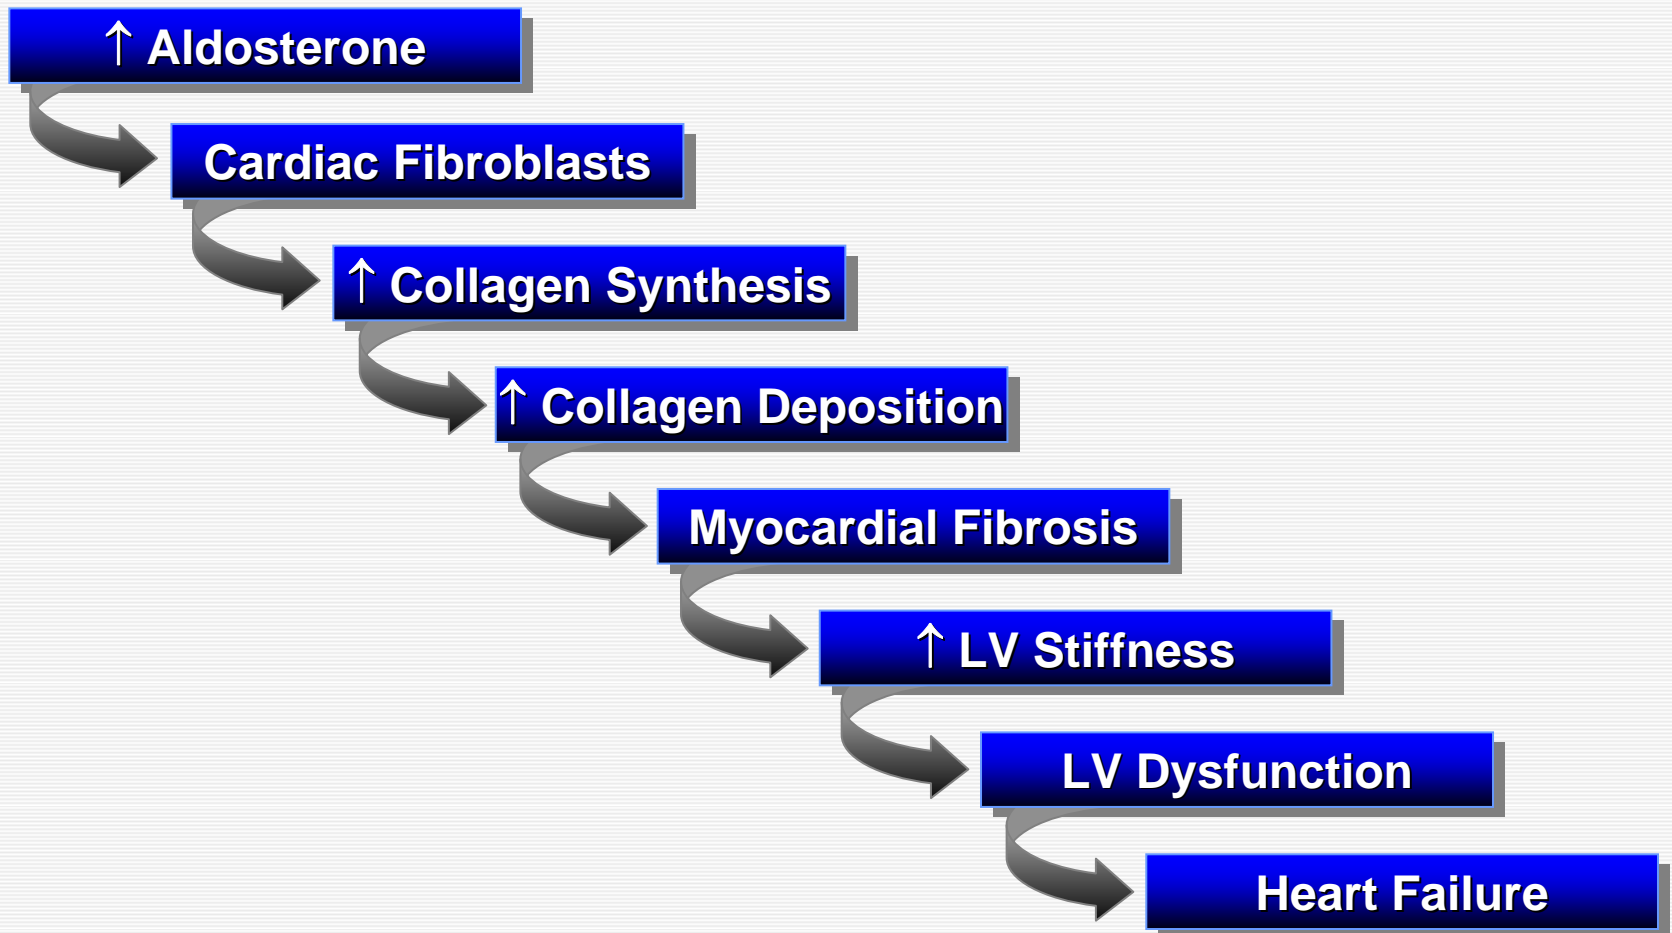 ↑ Aldosterone
Cardiac Fibroblasts
↑ Collagen Synthesis
↑ Collagen Deposition
Myocardial Fibrosis
↑ LV Stiffness
LV Dysfunction
Heart Failure